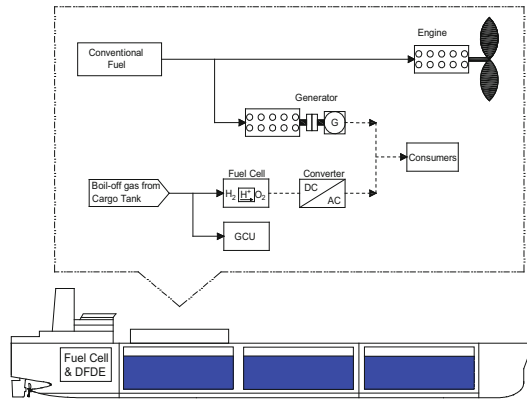 Engine
Conventional
Fuel
Generator
G
Consumers
Fuel Cell
Converter
Boil-off gas from
Cargo Tank
H2 H+ O2
DC
AC
GCU
Fuel Cell
& DFDE